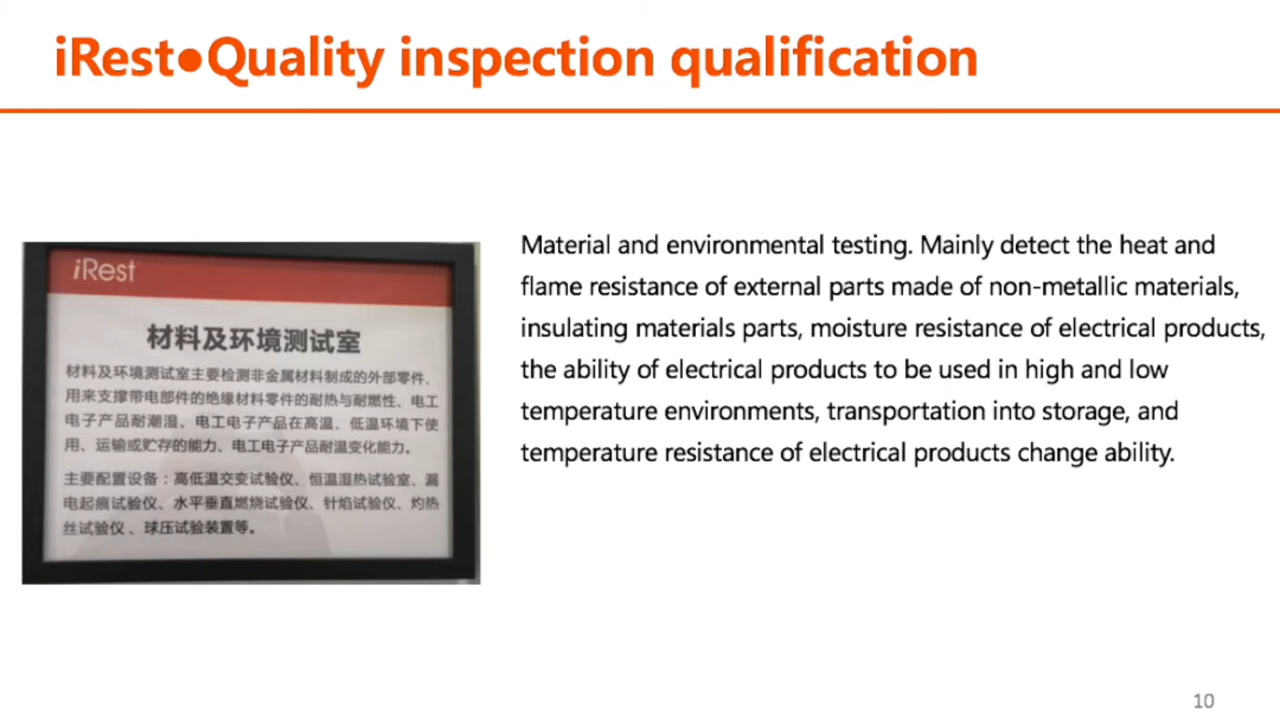 iRest●Quality inspection qualification
iRest
材料及环境测试室
材料及环境测试室主要检测非金属材料制成的外部零件、
用来支撑带电部件的绝缘材料零件的耐热与耐燃性、电工
电子产品耐潮湿、电工电子产品在高温、低温环境下使
用、运输或贮存的能力、电工电子产品耐温变化能力。
主要配置设备：高低温交变试验仪、恒温湿热试验室、漏
电起痕试验仪、水平垂直燃烧试验仪、针焰试验仪、灼热
丝试验仪、球压试验装置等。
Material and environmental testing. Mainly detect the heat and
flame resistance of external parts made of non-metallic materials,
insulating materials parts, moisture resistance of electrical products,
the ability of electrical products to be used in high and low
temperature environments, transportation into storage, and
temperature resistance of electrical products change ability.
10